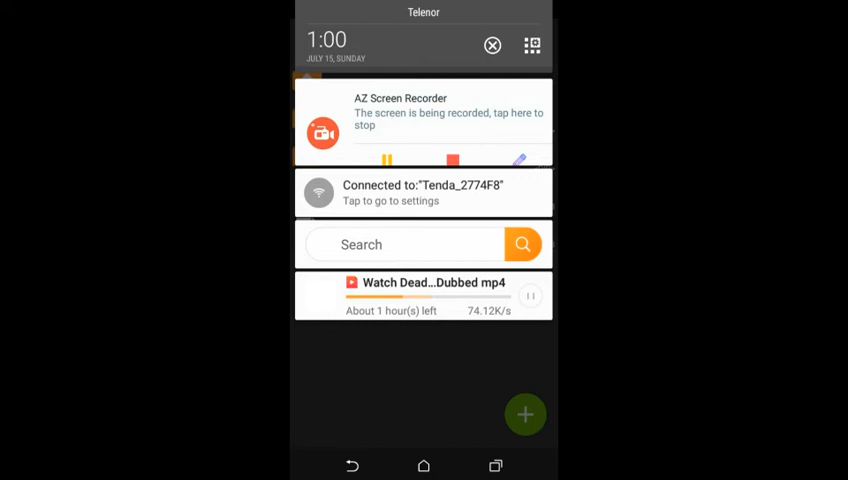 Telenor
1:00
JULY 15, SUNDAY
AZ Screen Recorder
The screen is being recorded, tap here to
stop
Connected to:"Tenda_2774F8"
Tap to go to settings
Search
Watch Dead...Dubbed mp4
About 1 hour(s) left 74.12K/s